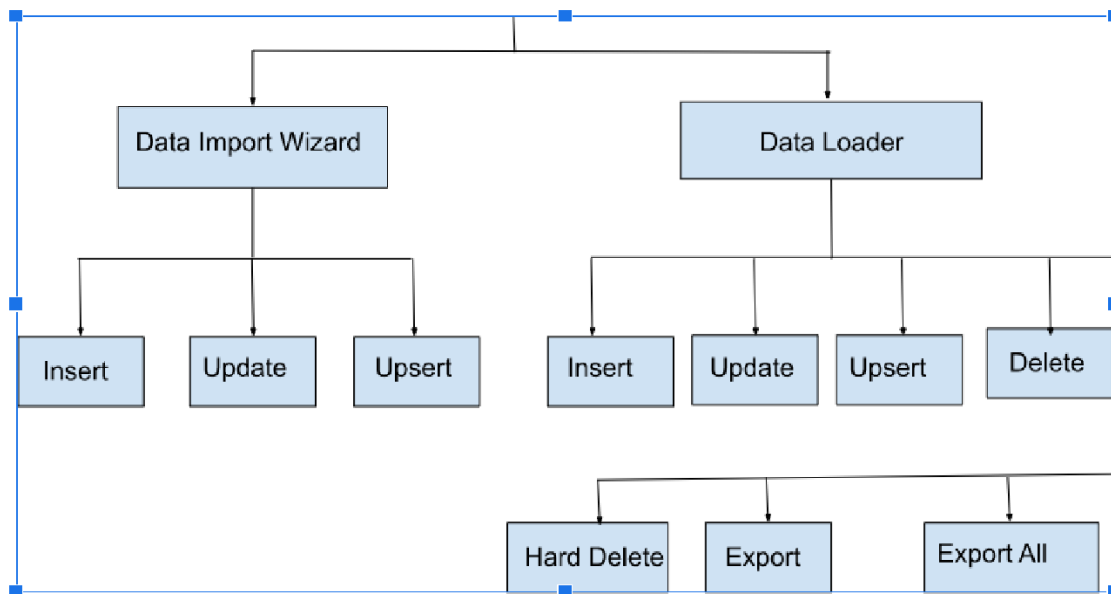 Data Import Wizard
Data Loader
Insert
Update
Upsert
Insert
Update
Upsert
Delete
Hard Delete
Export
Export All